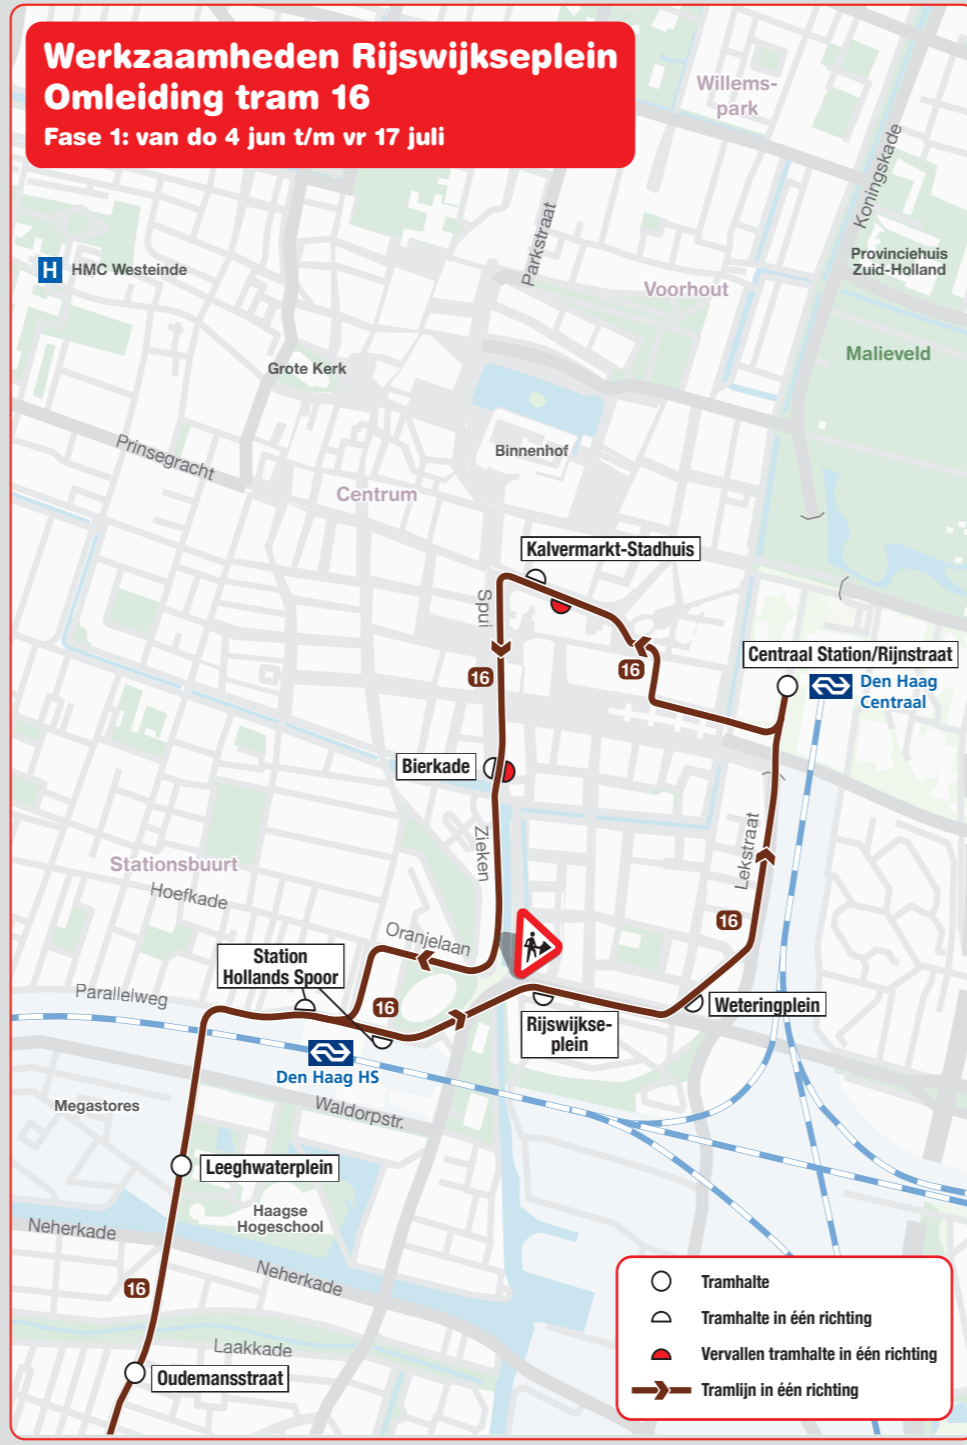 Werkzaamheden Rijswijkseplein
Omleiding tram 16
Fase 1: van do 4 jun t/m vr 17 juli
Willems-
park
Koningskade
Parkstraat
Provinciehuis
Zuid-Holland
H HMC Westeinde
Voorhout
Malieveld
Grote Kerk
Prinsegracht
Binnenhof
Centrum
Kalvermarkt-Stadhuis
Spui
16
16
Centraal Station/Rijnstraat
Den Haag
Centraal
Bierkade
Zieken
Lekstraat
Stationsbuurt
Hoefkade
16
Oranjelaan
Station
Hollands Spoor
Parallelweg
16
Weteringplein
Rijswijkse-
plein
Den Haag HS
Megastores
Waldorpstr.
Leeghwaterplein
Haagse
Hogeschool
Neherkade
Neherkade
16
Laakkade
Oudemansstraat
Tramhalte
Tramhalte in één richting
Vervallen tramhalte in één richting
Tramlijn in één richting